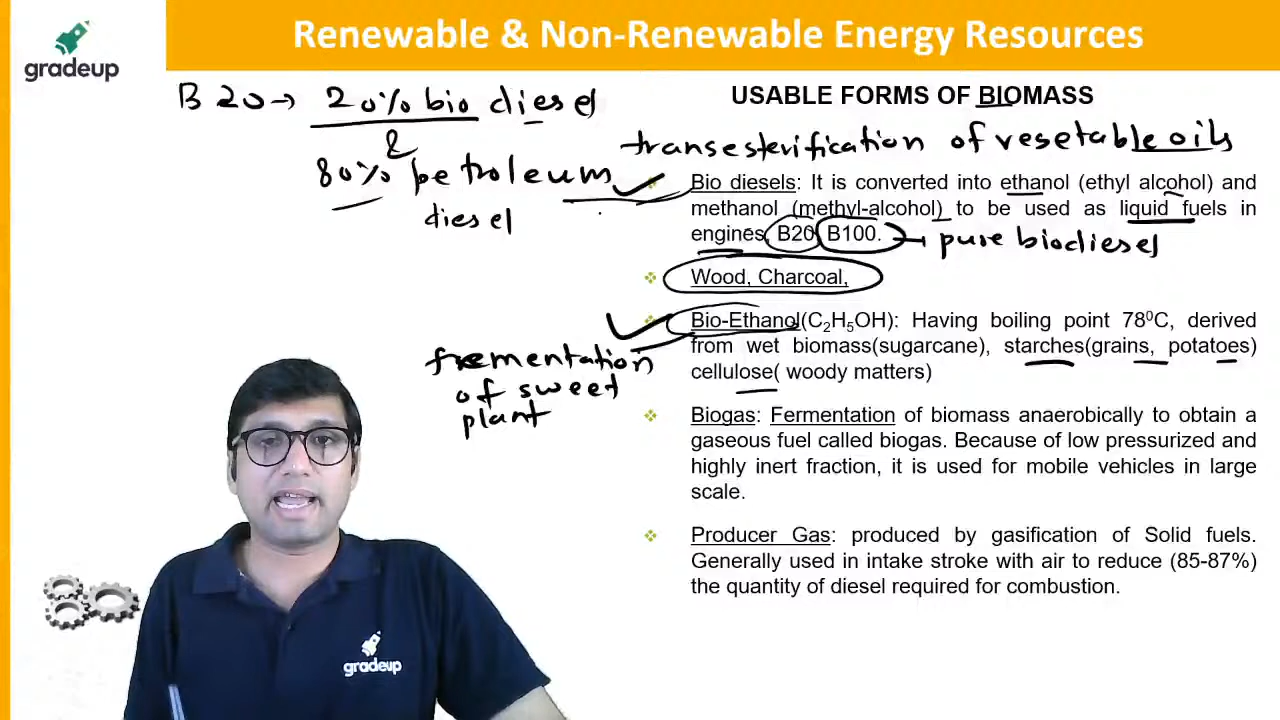 Renewable & Non-Renewable Energy Resources
gradeup
B 20→ 20% bio diesel
&
80% petroleum
diesel
USABLE FORMS OF BIOMASS
transesterification of vesetable oils
Bio diesels: It is converted into ethanol (ethyl alcohol) and
methanol (methyl-alcohol) to be used as liquid fuels in
engines, B20 B100. → pure biodiesel
Wood, Charcoal,
Bio-Ethanol(C₂H₅OH): Having boiling point 78⁰C, derived
from wet biomass(sugarcane), starches(grains, potatoes)
cellulose( woody matters)
frementation
of sweet
plant
Biogas: Fermentation of biomass anaerobically to obtain a
gaseous fuel called biogas. Because of low pressurized and
highly inert fraction, it is used for mobile vehicles in large
scale.
Producer Gas: produced by gasification of Solid fuels.
Generally used in intake stroke with air to reduce (85-87%)
the quantity of diesel required for combustion.
gradeup